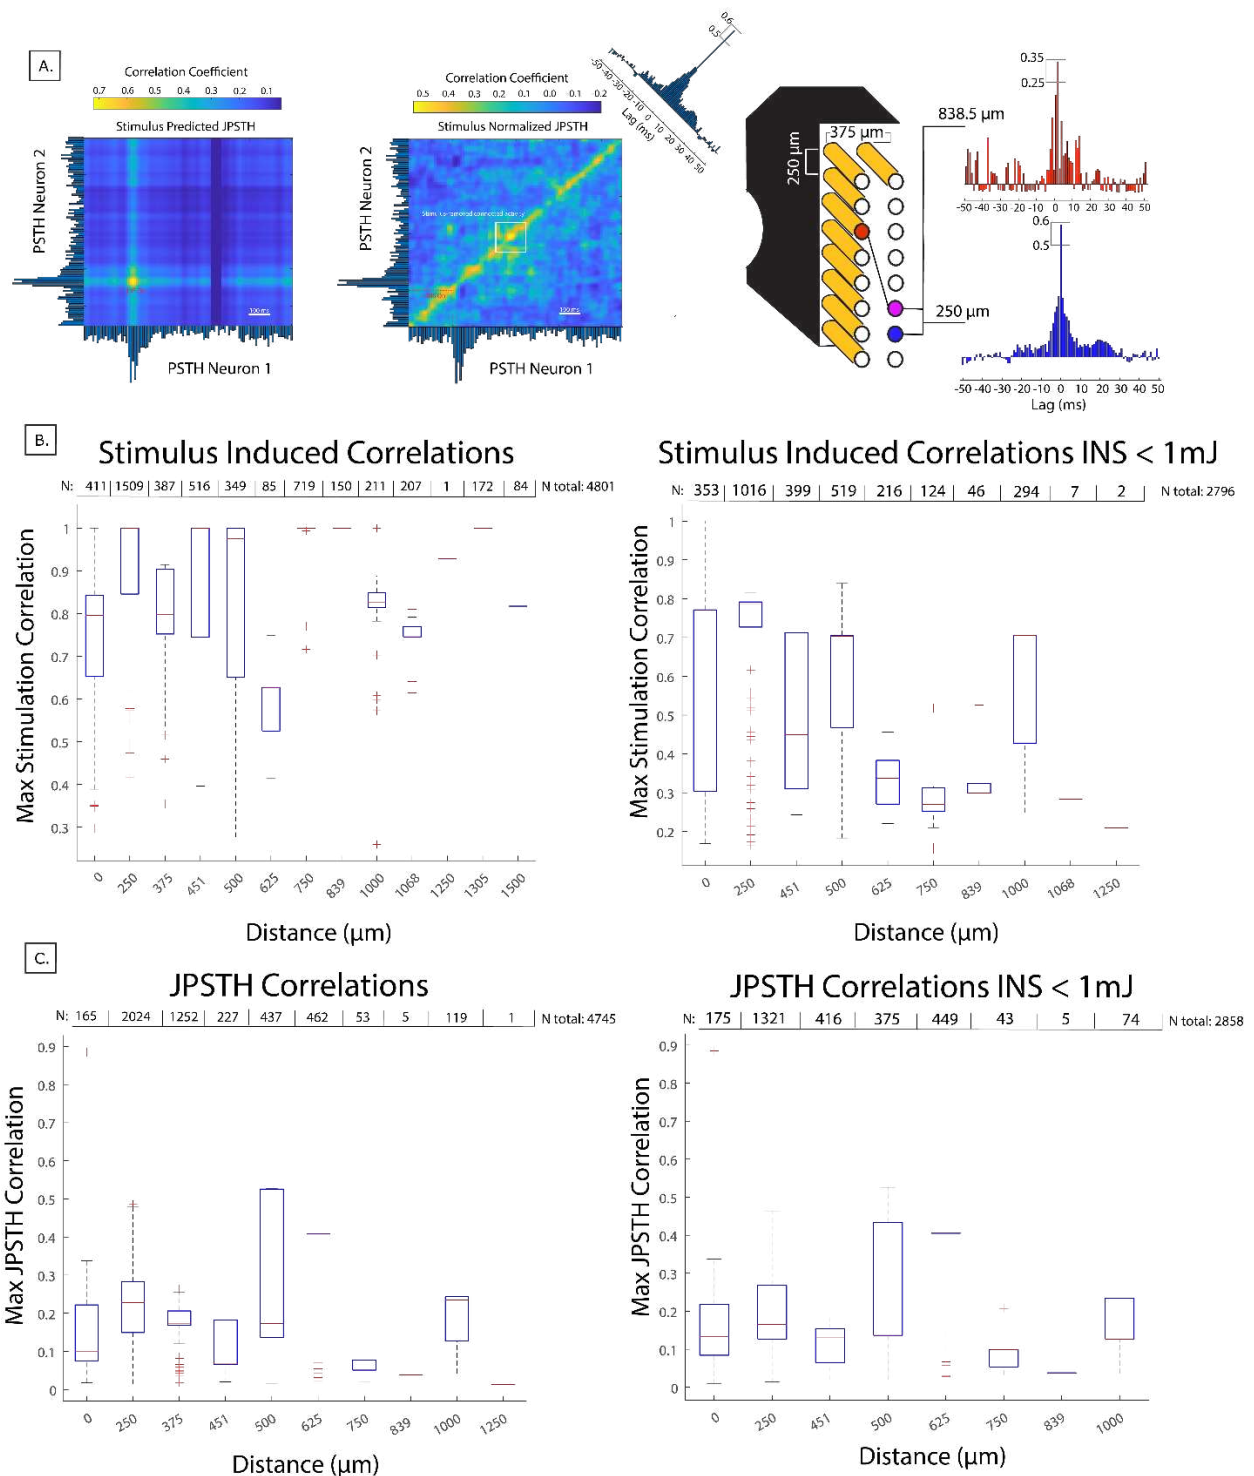 A.
Correlation Coefficient
0.7 0.6 0.5 0.4 0.3 0.2 0.1
Stimulus Predicted JPSTH
PSTH Neuron 2
100 ms
PSTH Neuron 1
Correlation Coefficient
0.5 0.4 0.3 0.2 0.1 0.0 0.1 0.2
Stimulus Normalized JPSTH
PSTH Neuron 2
100 ms
PSTH Neuron 1
0.6
0.5
-50 -40 -30 -20 -10 0 10 20 30 40 50
Lag (ms)
375 µm
250 µm
838.5 µm
250 µm
0.35
0.25
-50 -40 -30 -20 -10 0 10 20 30 40 50
0.6
0.5
-50 -40 -30 -20 -10 0 10 20 30 40 50
Lag (ms)
B.
Stimulus Induced Correlations
N: 411 1509 387 516 349 85 719 150 211 207 1 172 84 N total: 4801
Max Stimulation Correlation
1
0.9
0.8
0.7
0.6
0.5
0.4
0.3
0 250 375 451 500 625 750 839 1000 1068 1250 1305 1500
Distance (µm)
Stimulus Induced Correlations INS < 1mJ
N: 353 1016 399 519 216 124 46 294 7 2 N total: 2796
Max Stimulation Correlation
1
0.9
0.8
0.7
0.6
0.5
0.4
0.3
0.2
0 250 451 500 625 750 839 1000 1068 1250
Distance (µm)
C.
JPSTH Correlations
N: 165 2024 1252 227 437 462 53 5 119 1 N total: 4745
Max JPSTH Correlation
0.9
0.8
0.7
0.6
0.5
0.4
0.3
0.2
0.1
0
0 250 375 451 500 625 750 839 1000 1250
Distance (µm)
JPSTH Correlations INS < 1mJ
N: 175 1321 416 375 449 43 5 74 N total: 2858
Max JPSTH Correlation
0.9
0.8
0.7
0.6
0.5
0.4
0.3
0.2
0.1
0
0 250 451 500 625 750 839 1000
Distance (µm)